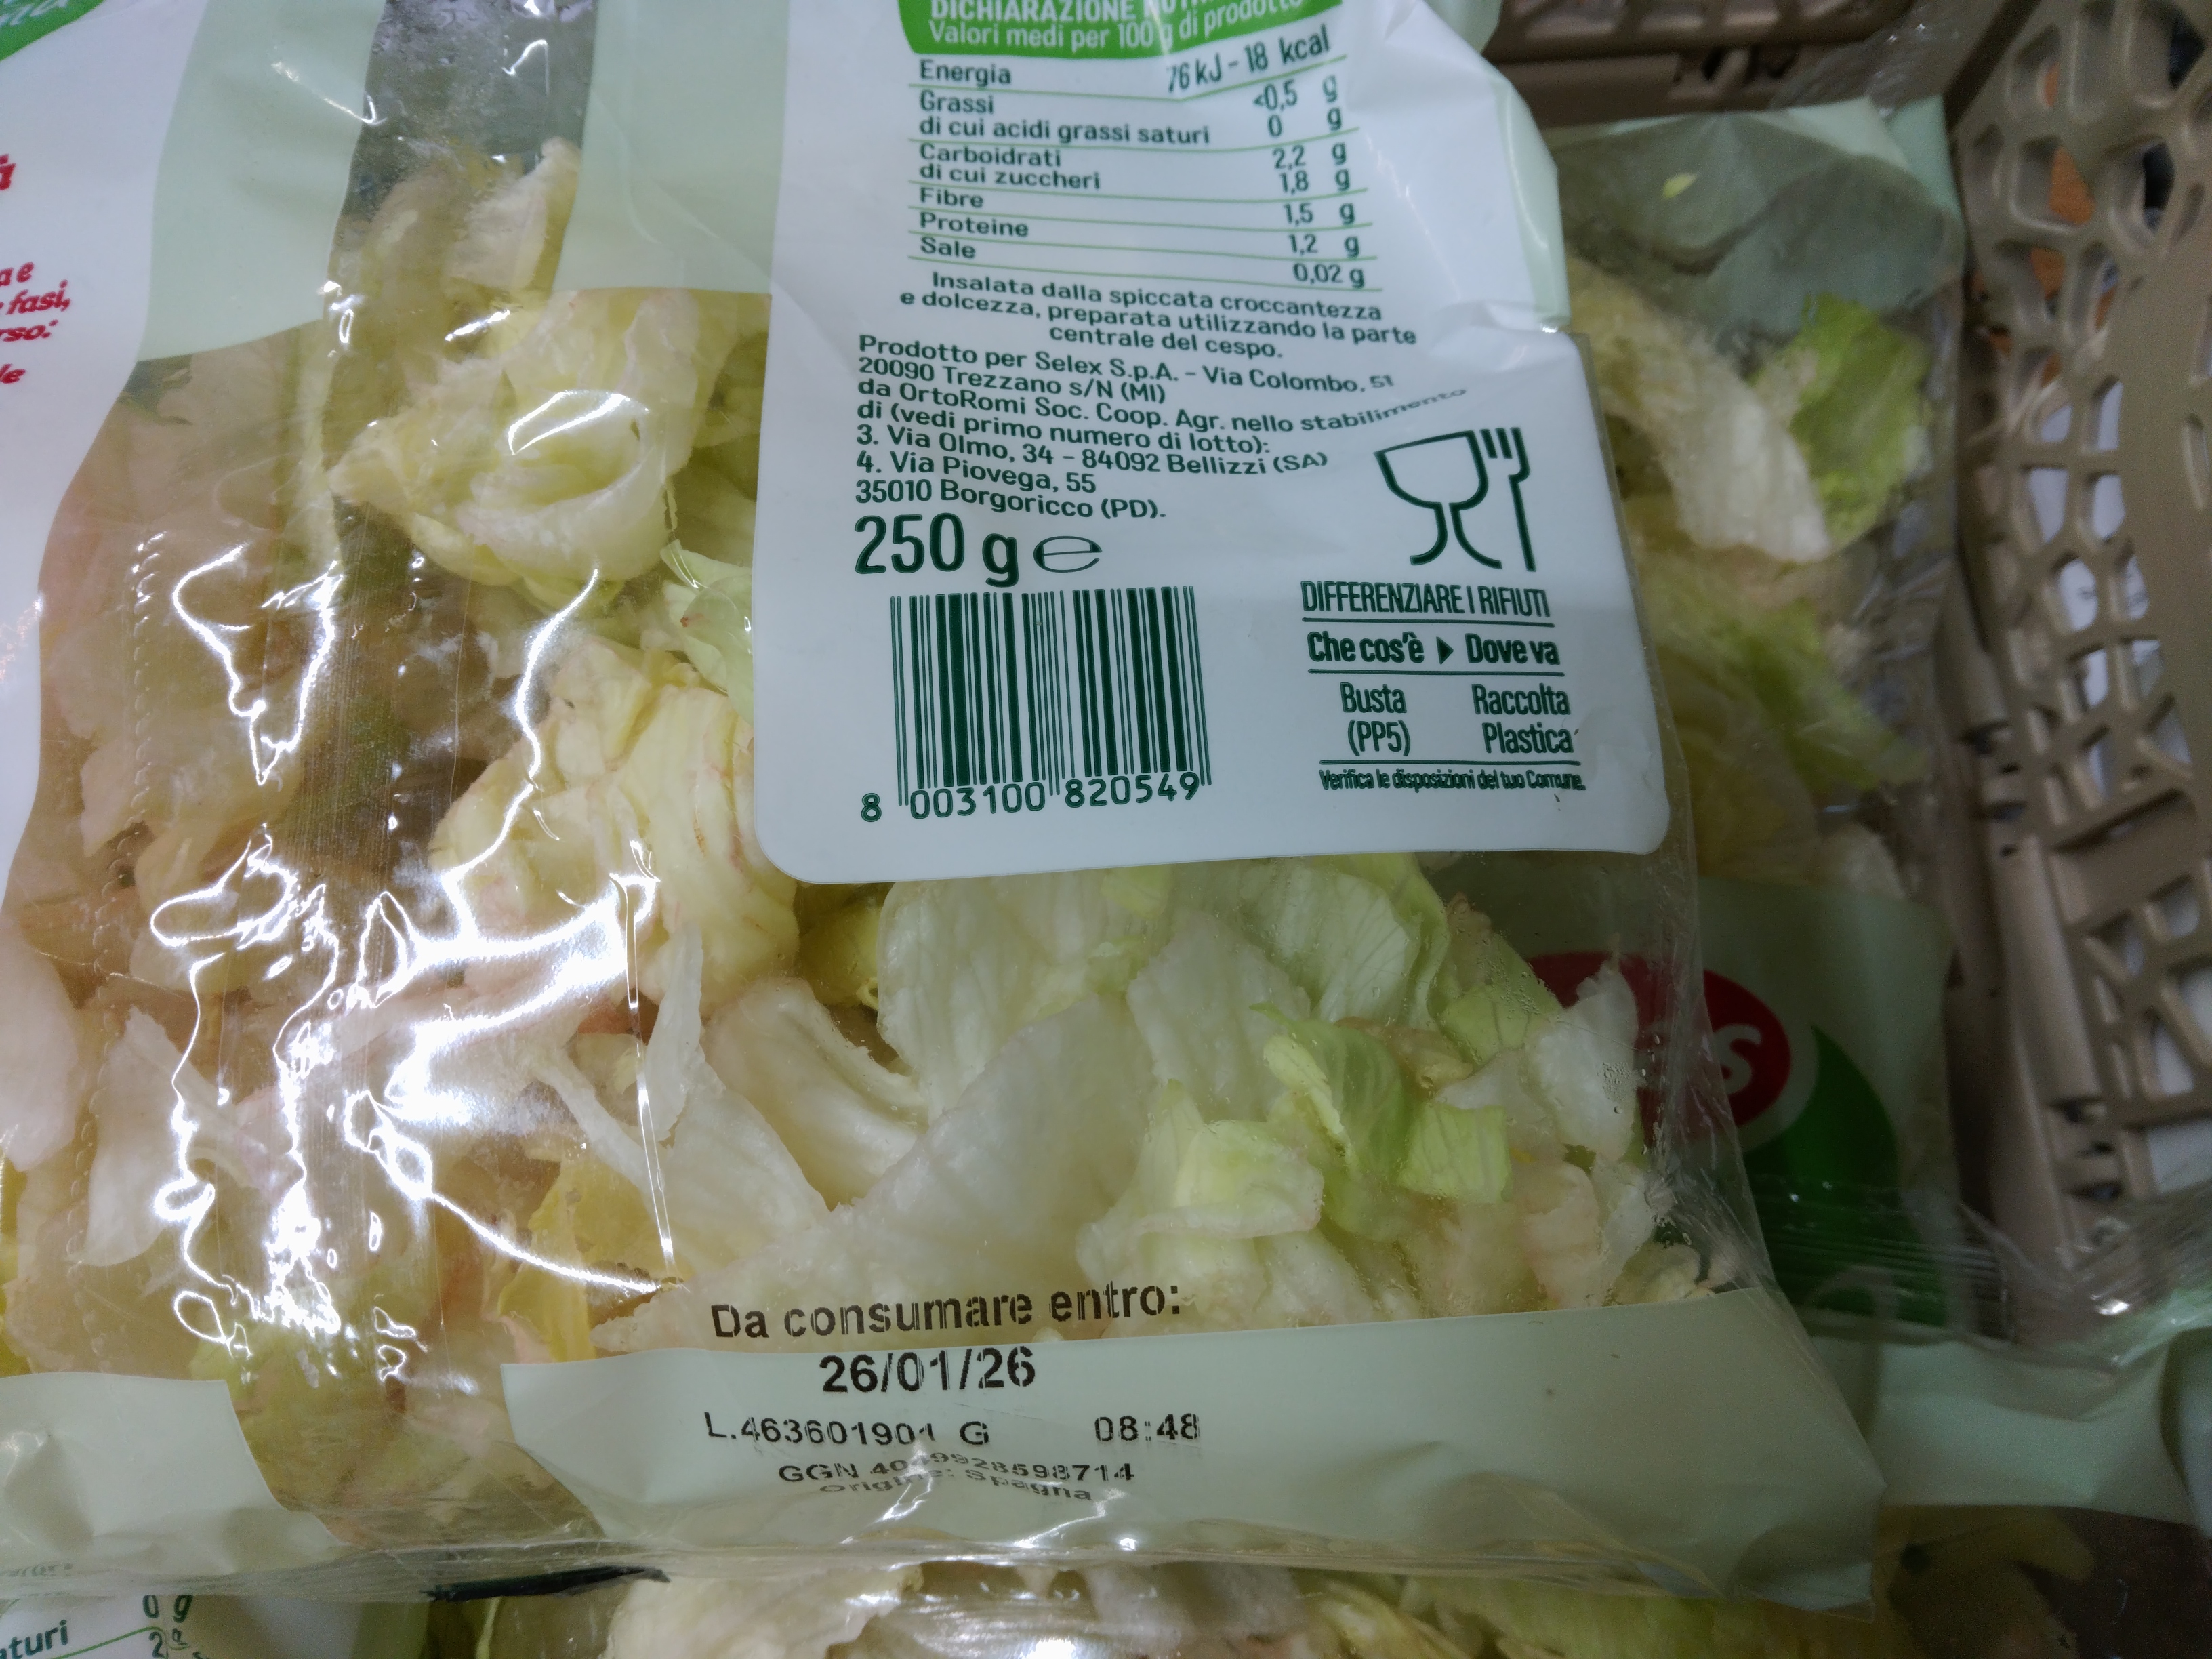 DICHIARAZIONE
Valori medi per 100 g di prodotto
Energia 76 kJ - 18 kcal
Grassi <0,5 g
di cui acidi grassi saturi 0 g
Carboidrati 2,2 g
di cui zuccheri 1,8 g
Fibre 1,5 g
Proteine 1,2 g
Sale 0,02 g
Insalata dalla spiccata croccantezza
e dolcezza, preparata utilizzando la parte
centrale del cespo.
Prodotto per Selex S.p.A. - Via Colombo, 51
20090 Trezzano s/N (MI)
da OrtoRomi Soc. Coop. Agr. nello stabilimento
di (vedi primo numero di lotto):
3. Via Olmo, 34 - 84092 Bellizzi (SA)
4. Via Piovega, 55
35010 Borgoricco (PD).
250 g e
8 003100 820549
DIFFERENZIARE I RIFIUTI
Che cos'è ▶ Dove va
Busta Raccolta
(PP5) Plastica
Verifica le disposizioni del tuo Comune.
Da consumare entro:
26/01/26
L.463601901 G 08:48
GGN
Origine: Spagna
fasi,
0 g